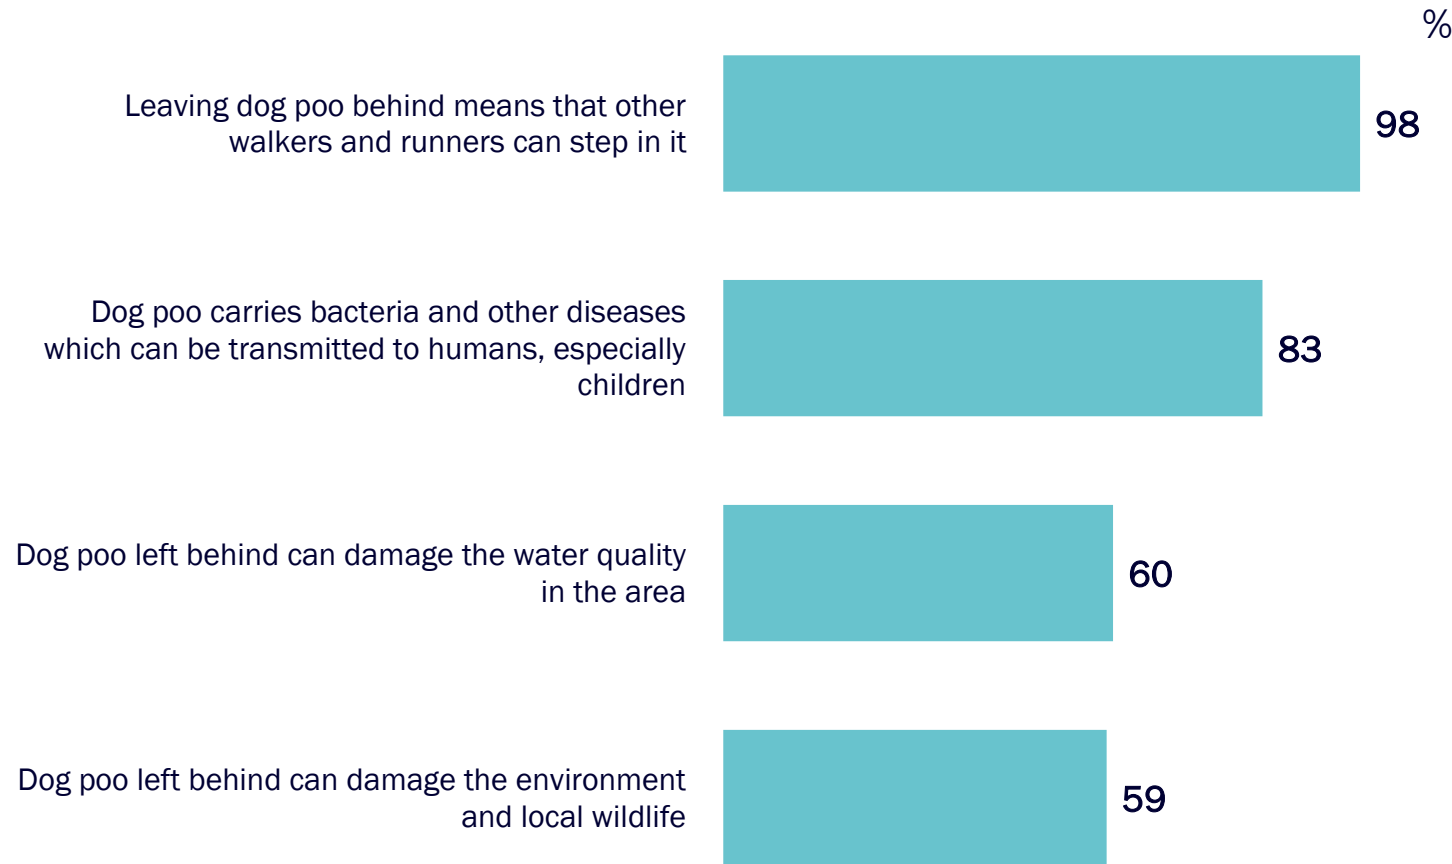 %
Leaving dog poo behind means that other
walkers and runners can step in it
98
Dog poo carries bacteria and other diseases
which can be transmitted to humans, especially
children
83
Dog poo left behind can damage the water quality
in the area
60
Dog poo left behind can damage the environment
and local wildlife
59